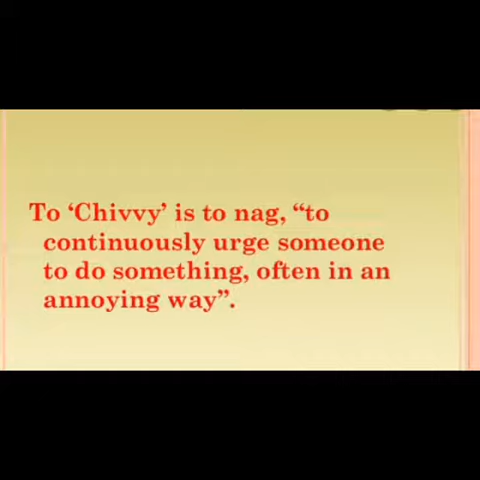 To ‘Chivvy’ is to nag, “to
continuously urge someone
to do something, often in an
annoying way”.